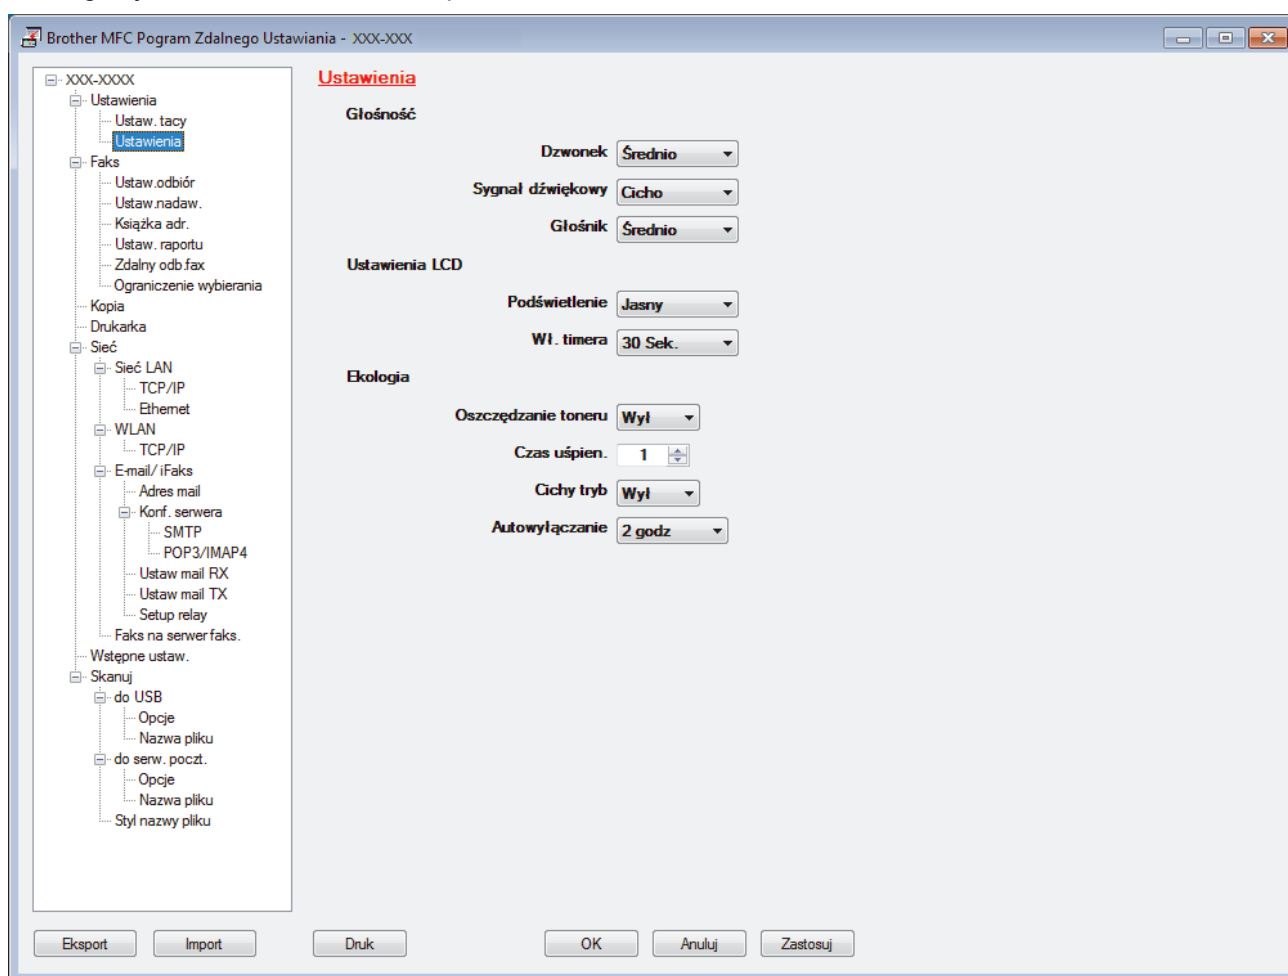 Brother MFC Pogram Zdalnego Ustawiania - XXX-XXX
XXX-XXXX
Ustawienia
Ustaw. tacy
Ustawienia
Faks
Ustaw.odbiór
Ustaw.nadaw.
Książka adr.
Ustaw. raportu
Zdalny odb.fax
Ograniczenie wybierania
Kopia
Drukarka
Sieć
Sieć LAN
TCP/IP
Ethernet
WLAN
TCP/IP
E-mail/ iFaks
Adres mail
Konf. serwera
SMTP
POP3/IMAP4
Ustaw mail RX
Ustaw mail TX
Setup relay
Faks na serwer faks.
Wstępne ustaw.
Skanuj
do USB
Opcje
Nazwa pliku
do serw. poczt.
Opcje
Nazwa pliku
Styl nazwy pliku
Ustawienia
Głośność
Dzwonek Średnio
Sygnał dźwiękowy Cicho
Głośnik Średnio
Ustawienia LCD
Podświetlenie Jasny
Wł. timera 30 Sek.
Ekologia
Oszczędzanie toneru Wył
Czas uśpien. 1
Cichy tryb Wył
Autowyłączanie 2 godz
Eksport Import Druk OK Anuluj Zastosuj